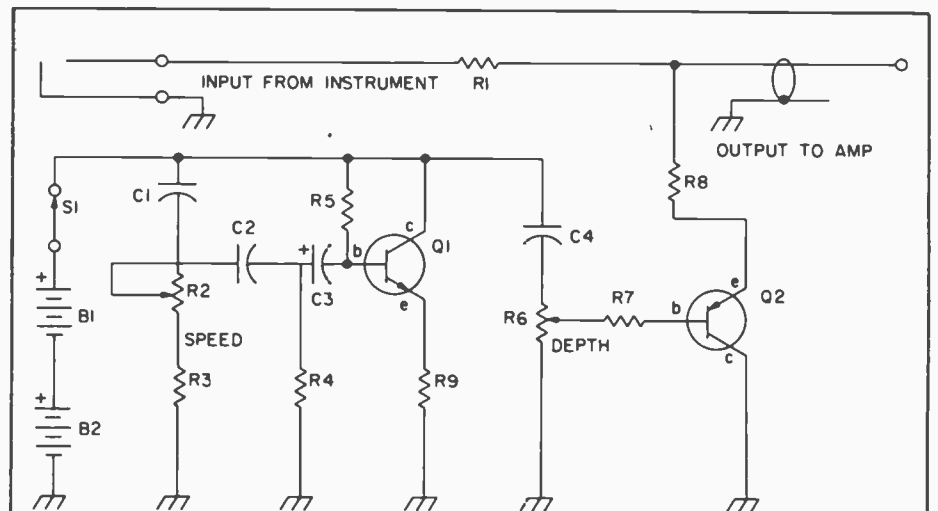 INPUT FROM INSTRUMENT
R1
OUTPUT TO AMP
S1
C1
R5
c
Q1
R8
C2
+
C3
b
e
C4
R2
SPEED
R6
DEPTH
R7
b
e
Q2
c
+
B1
R3
R4
R9
+
B2